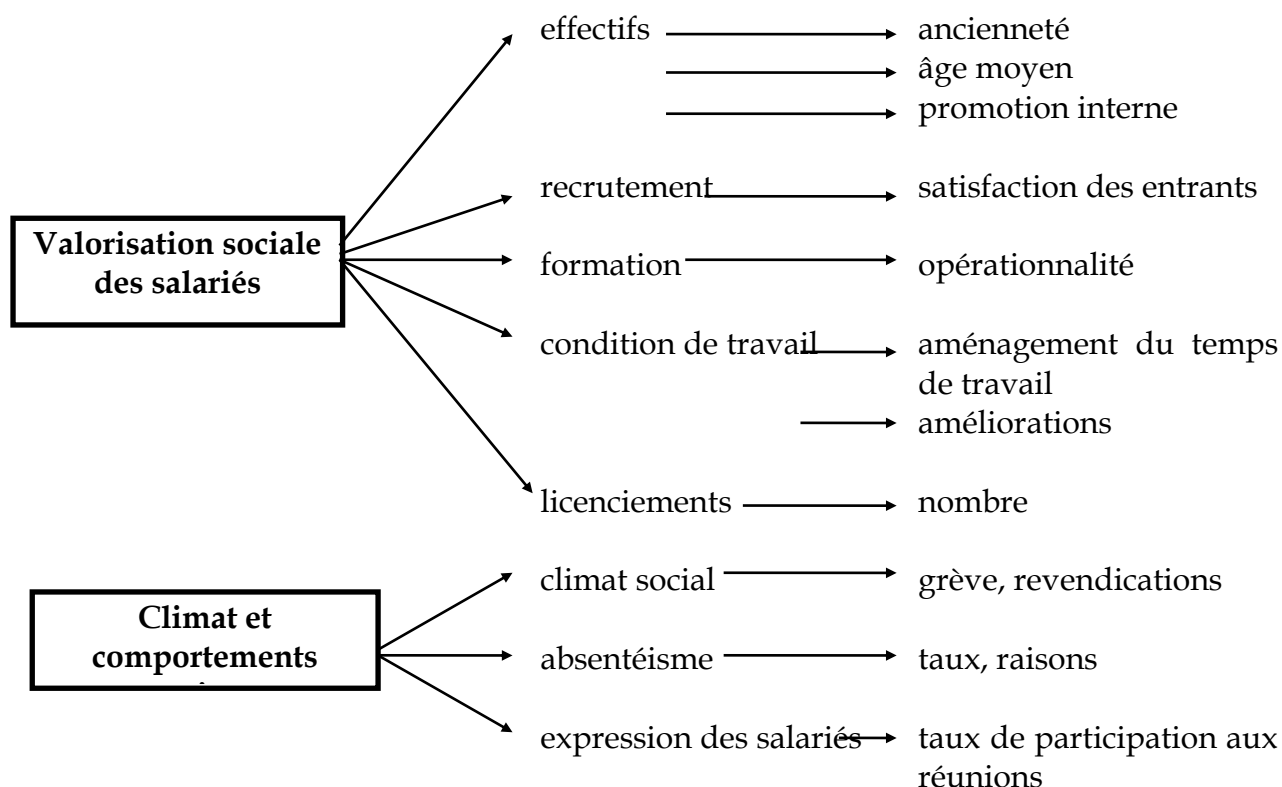 effectifs ancienneté
âge moyen
promotion interne
recrutement satisfaction des entrants
Valorisation sociale
des salariés
formation opérationnalité
condition de travail aménagement du temps
de travail
améliorations
licenciements nombre
climat social grève, revendications
Climat et
comportements
absentéisme taux, raisons
expression des salariés taux de participation aux
réunions